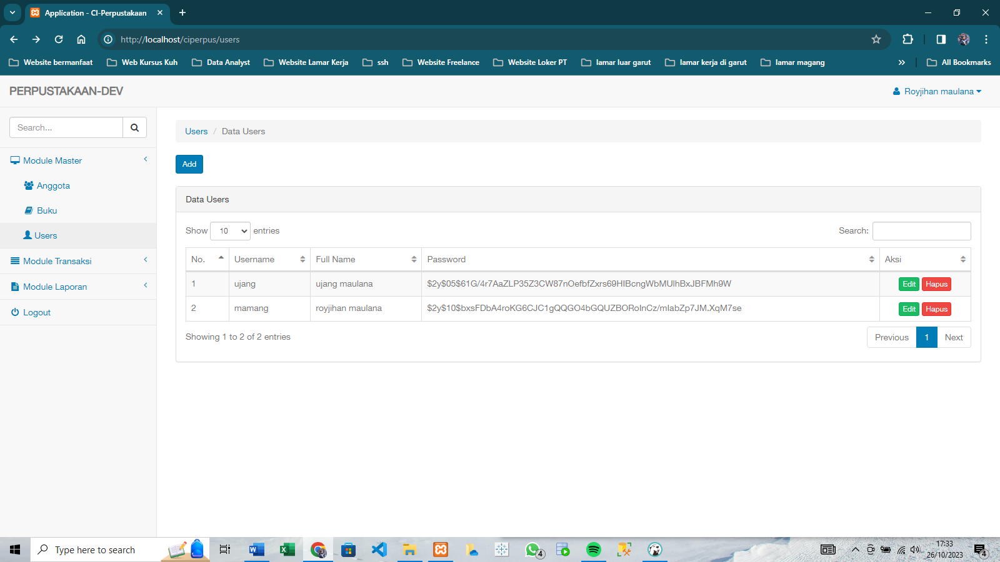 Application - CI-Perpustakaan
http://localhost/ciperpus/users
Website bermanfaat Web Kursus Kuh Data Analyst Website Lamar Kerja ssh Website Freelance Website Loker PT lamar luar garut lamar kerja di garut lamar magang All Bookmarks
PERPUSTAKAAN-DEV
Royjihan maulana
Search...
Users / Data Users
Module Master
Add
Anggota
Data Users
Buku
Show 10 entries
Search:
Users
No. Username Full Name Password Aksi
Module Transaksi
1 ujang ujang maulana $2y$05$61G/4r7AaZLP35Z3CW87nOefbfZxrs69HIBcngWbMUlhBxJBFMh9W Edit Hapus
Module Laporan
2 mamang royjihan maulana $2y$10$bxsFDbA4roKG6CJC1gQQGO4bGQUZBORoInCz/mIabZp7JM.XqM7se Edit Hapus
Logout
Showing 1 to 2 of 2 entries
Previous 1 Next
Type here to search
4
17:33
26/10/2023
4